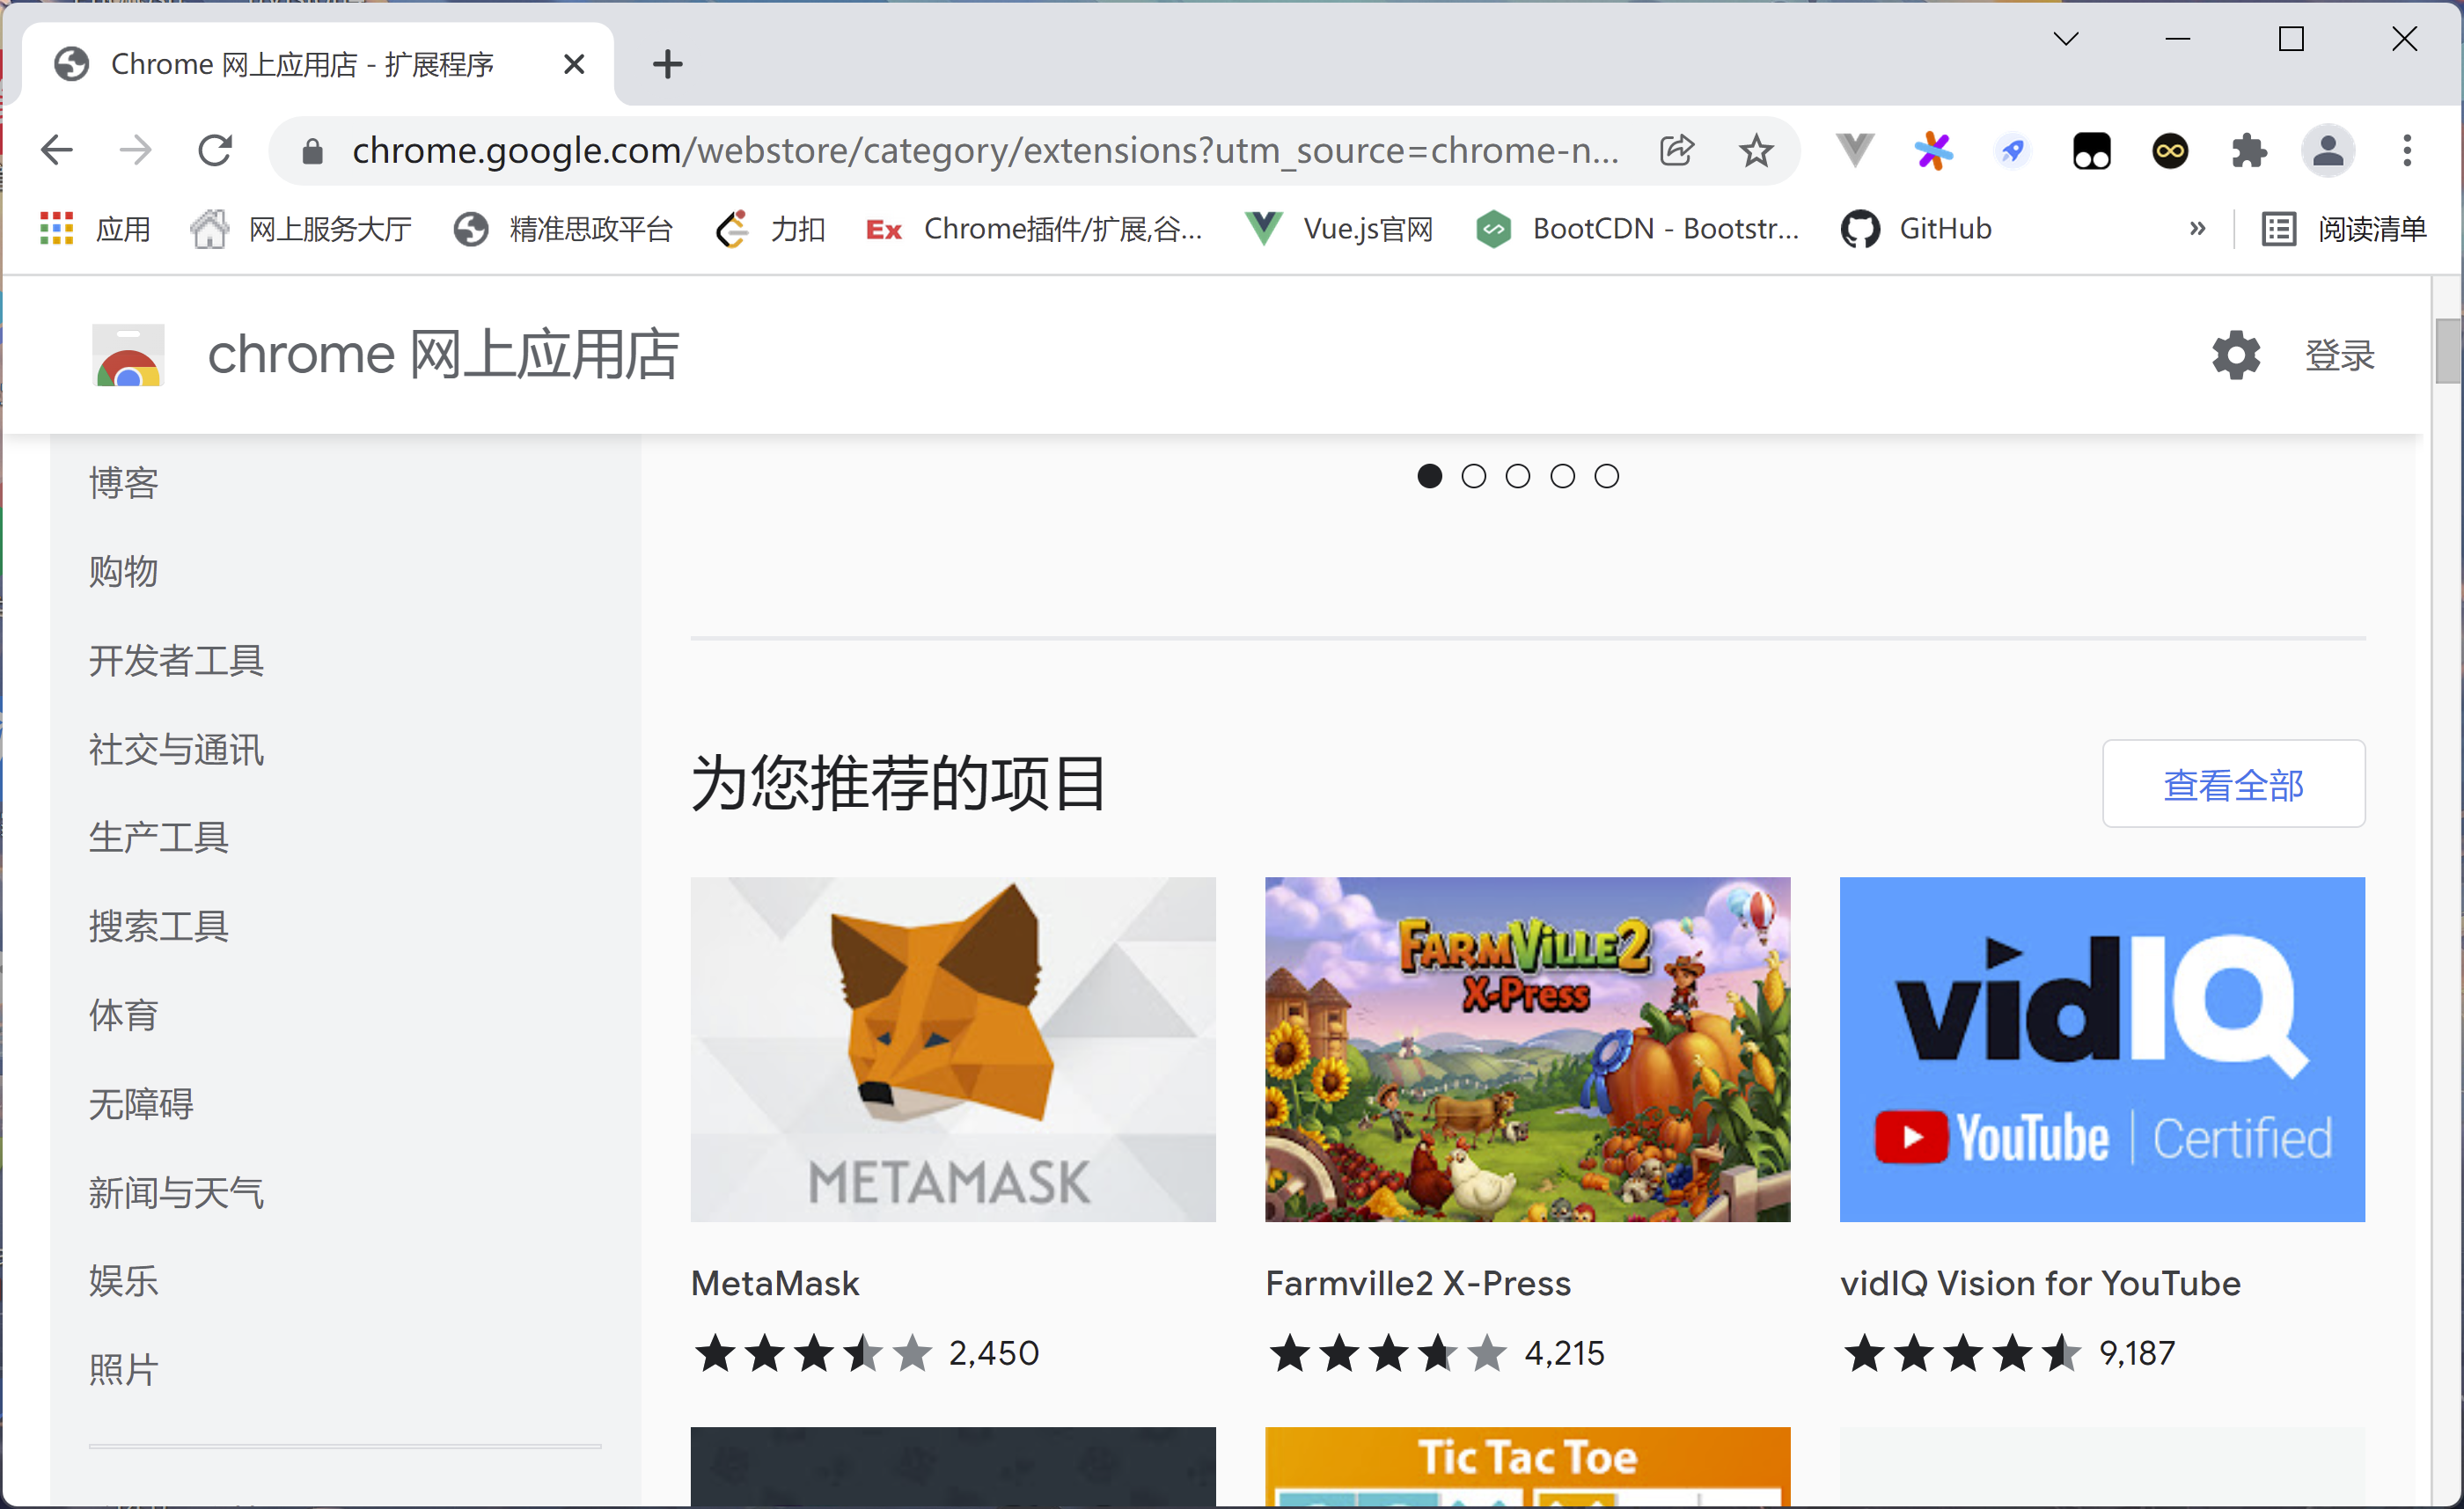 Chrome 网上应用店 - 扩展程序
chrome.google.com/webstore/category/extensions?utm_source=chrome-n...
应用
网上服务大厅
精准思政平台
力扣
Ex
Chrome插件/扩展,谷...
Vue.js官网
BootCDN - Bootstr...
GitHub
»
阅读清单
chrome 网上应用店
登录
博客
购物
开发者工具
社交与通讯
生产工具
搜索工具
体育
无障碍
新闻与天气
娱乐
照片
为您推荐的项目
查看全部
METAMASK
FARMVILLE2
X-PRESS
vidIQ
YouTube | Certified
MetaMask
Farmville2 X-Press
vidIQ Vision for YouTube
2,450
4,215
9,187
Tic Tac Toe